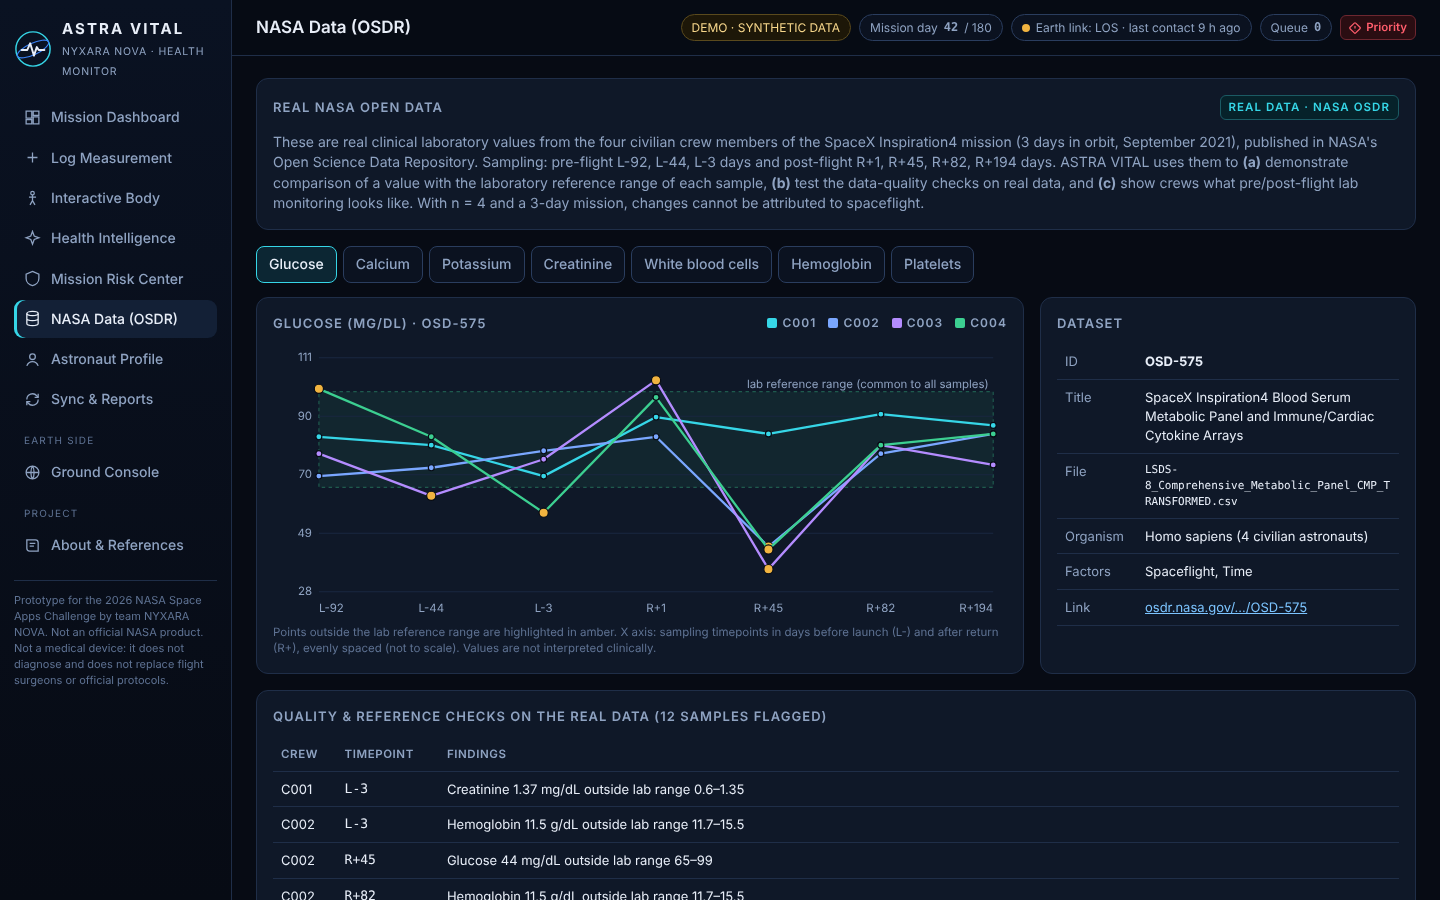 ASTRA VITAL
NYXARA NOVA · HEALTH
MONITOR
Mission Dashboard
Log Measurement
Interactive Body
Health Intelligence
Mission Risk Center
NASA Data (OSDR)
Astronaut Profile
Sync & Reports
EARTH SIDE
Ground Console
PROJECT
About & References
Prototype for the 2026 NASA Space
Apps Challenge by team NYXARA
NOVA. Not an official NASA product.
Not a medical device: it does not
diagnose and does not replace flight
surgeons or official protocols.
NASA Data (OSDR)
DEMO · SYNTHETIC DATA
Mission day 42 / 180
Earth link: LOS · last contact 9 h ago
Queue 0
Priority
REAL NASA OPEN DATA
REAL DATA · NASA OSDR
These are real clinical laboratory values from the four civilian crew members of the SpaceX Inspiration4 mission (3 days in orbit, September 2021), published in NASA's
Open Science Data Repository. Sampling: pre-flight L-92, L-44, L-3 days and post-flight R+1, R+45, R+82, R+194 days. ASTRA VITAL uses them to (a) demonstrate
comparison of a value with the laboratory reference range of each sample, (b) test the data-quality checks on real data, and (c) show crews what pre/post-flight lab
monitoring looks like. With n = 4 and a 3-day mission, changes cannot be attributed to spaceflight.
Glucose
Calcium
Potassium
Creatinine
White blood cells
Hemoglobin
Platelets
GLUCOSE (MG/DL) · OSD-575
C001
C002
C003
C004
111
90
70
49
28
lab reference range (common to all samples)
L-92
L-44
L-3
R+1
R+45
R+82
R+194
Points outside the lab reference range are highlighted in amber. X axis: sampling timepoints in days before launch (L-) and after return
(R+), evenly spaced (not to scale). Values are not interpreted clinically.
DATASET
ID
OSD-575
Title
SpaceX Inspiration4 Blood Serum
Metabolic Panel and Immune/Cardiac
Cytokine Arrays
File
LSDS-
8_Comprehensive_Metabolic_Panel_CMP_T
RANSFORMED.csv
Organism
Homo sapiens (4 civilian astronauts)
Factors
Spaceflight, Time
Link
osdr.nasa.gov/…/OSD-575
QUALITY & REFERENCE CHECKS ON THE REAL DATA (12 SAMPLES FLAGGED)
CREW TIMEPOINT FINDINGS
C001 L-3 Creatinine 1.37 mg/dL outside lab range 0.6–1.35
C002 L-3 Hemoglobin 11.5 g/dL outside lab range 11.7–15.5
C002 R+45 Glucose 44 mg/dL outside lab range 65–99
C002 R+82 Hemoglobin 11.5 g/dL outside lab range 11.7–15.5